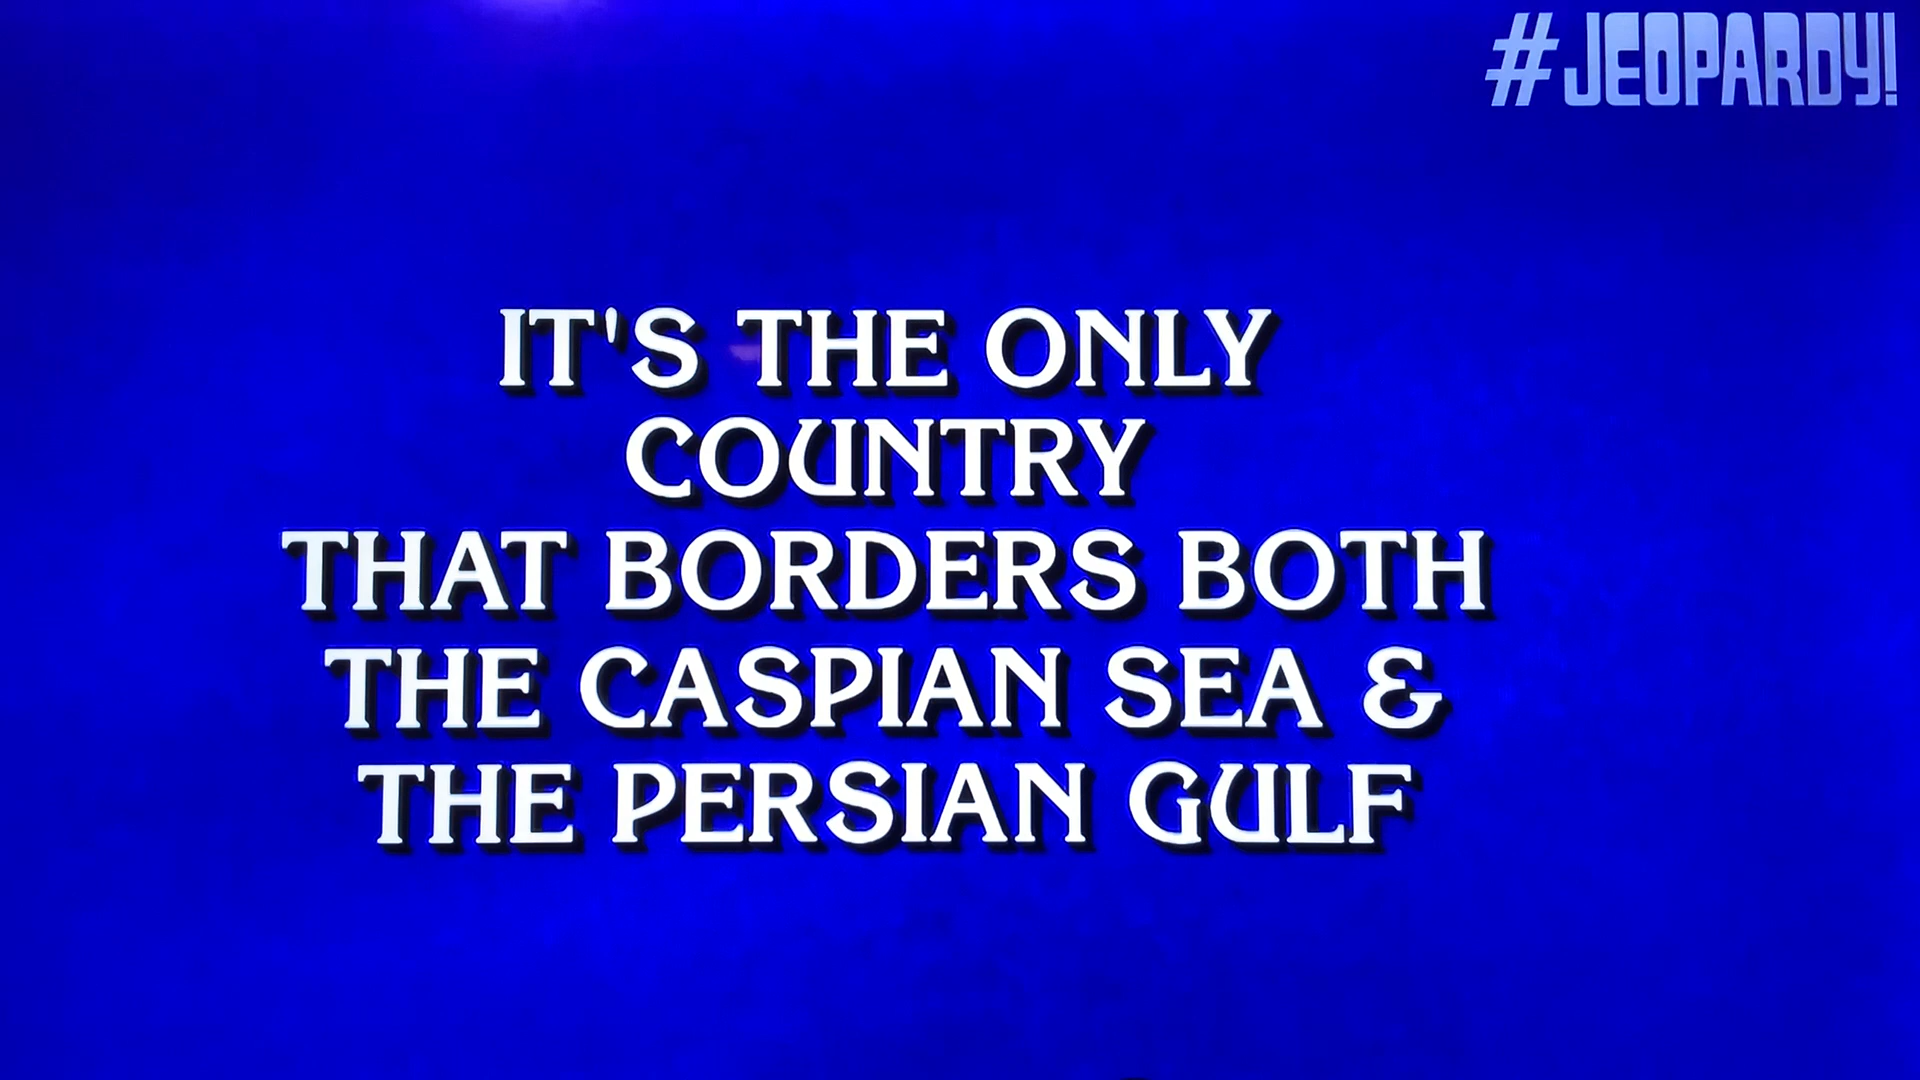 #JEOPARDY!
IT'S THE ONLY
COUNTRY
THAT BORDERS BOTH
THE CASPIAN SEA &
THE PERSIAN GULF